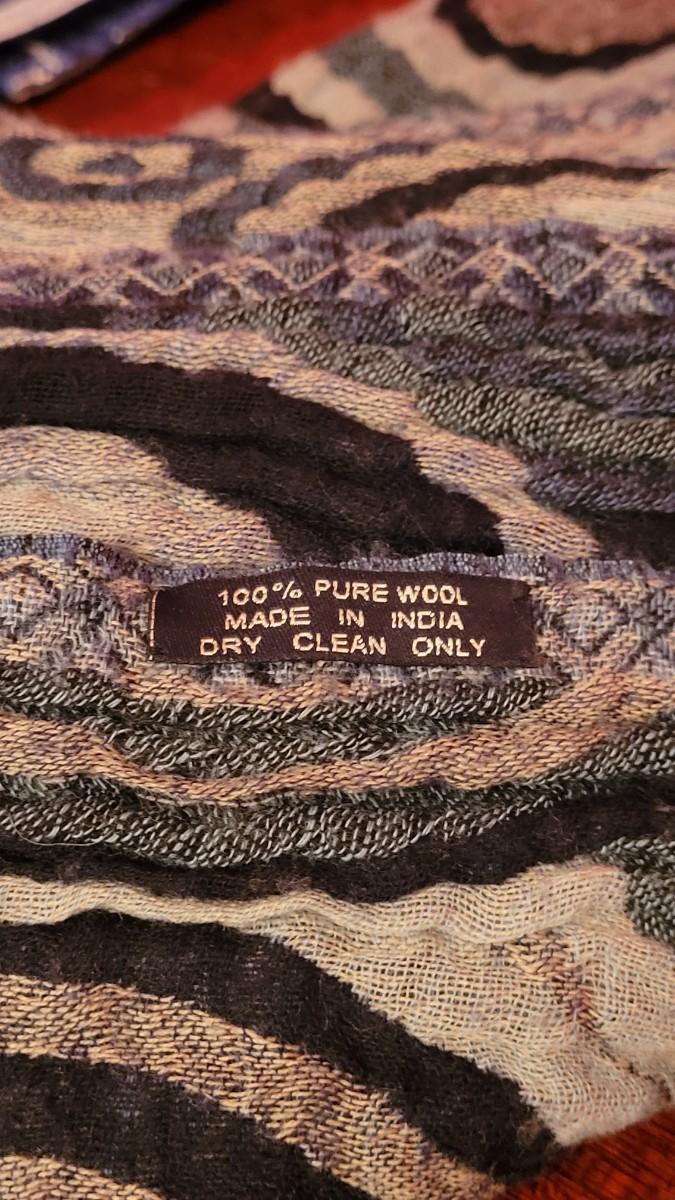 100% PURE WOOL
MADE IN INDIA
DRY CLEAN ONLY